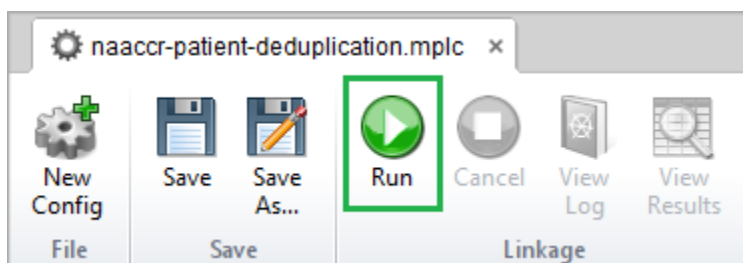 naaccr-patient-deduplication.mplc ×
New Config
Save
Save As...
Run
Cancel
View Log
View Results
File
Save
Linkage